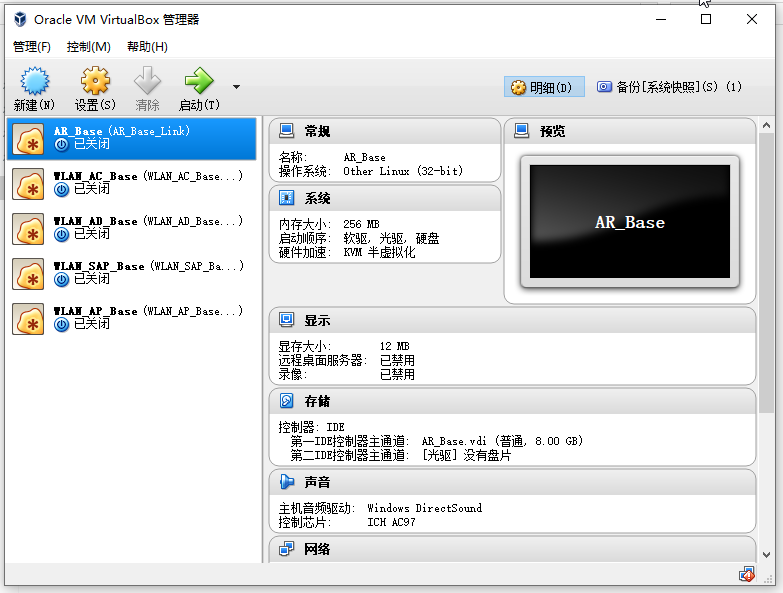 Oracle VM VirtualBox 管理器
管理(F) 控制(M) 帮助(H)
新建(N) 设置(S) 清除 启动(T) 明细(D) 备份[系统快照](S) (1)
AR_Base (AR_Base_Link)
已关闭
WLAN_AC_Base (WLAN_AC_Base...)
已关闭
WLAN_AD_Base (WLAN_AD_Base...)
已关闭
WLAN_SAP_Base (WLAN_SAP_Ba...)
已关闭
WLAN_AP_Base (WLAN_AP_Base...)
已关闭
常规
名称: AR_Base
操作系统: Other Linux (32-bit)
系统
内存大小: 256 MB
启动顺序: 软驱, 光驱, 硬盘
硬件加速: KVM 半虚拟化
预览
AR_Base
显示
显存大小: 12 MB
远程桌面服务器: 已禁用
录像: 已禁用
存储
控制器: IDE
第一IDE控制器主通道: AR_Base.vdi (普通, 8.00 GB)
第二IDE控制器主通道: [光驱] 没有盘片
声音
主机音频驱动: Windows DirectSound
控制芯片: ICH AC97
网络